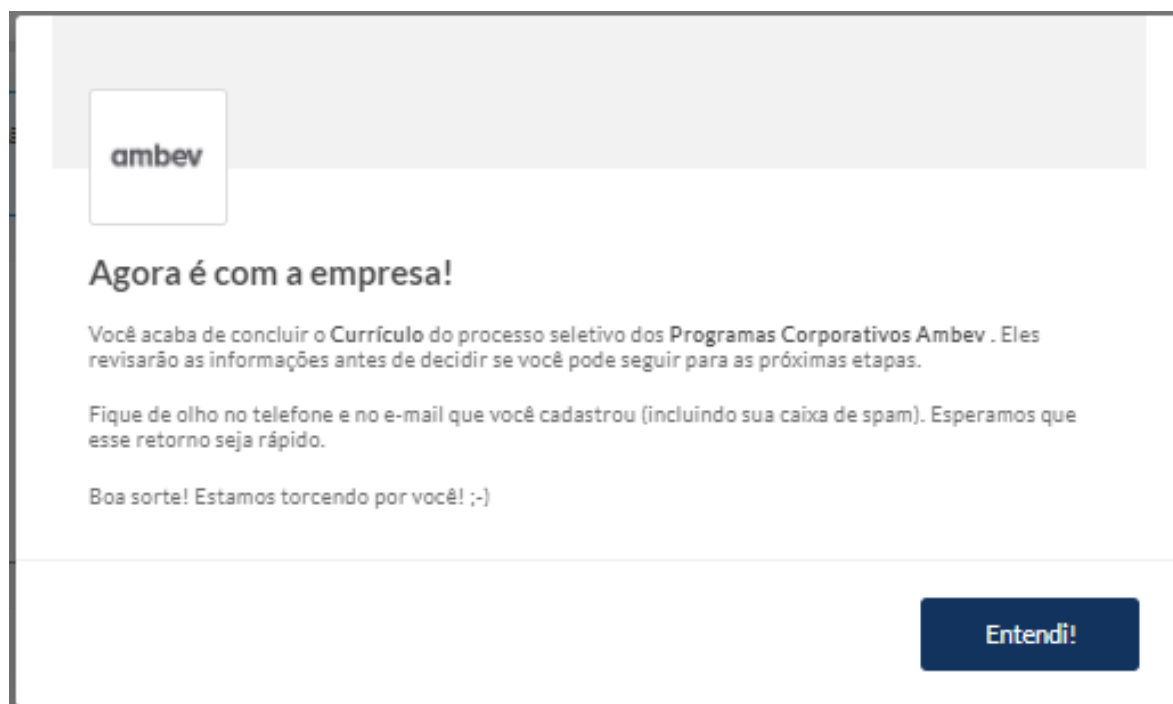 ambev
Agora é com a empresa!
Você acaba de concluir o Currículo do processo seletivo dos Programas Corporativos Ambev . Eles
revisarão as informações antes de decidir se você pode seguir para as próximas etapas.
Fique de olho no telefone e no e-mail que você cadastrou (incluindo sua caixa de spam). Esperamos que
esse retorno seja rápido.
Boa sorte! Estamos torcendo por você! ;-)
Entendi!